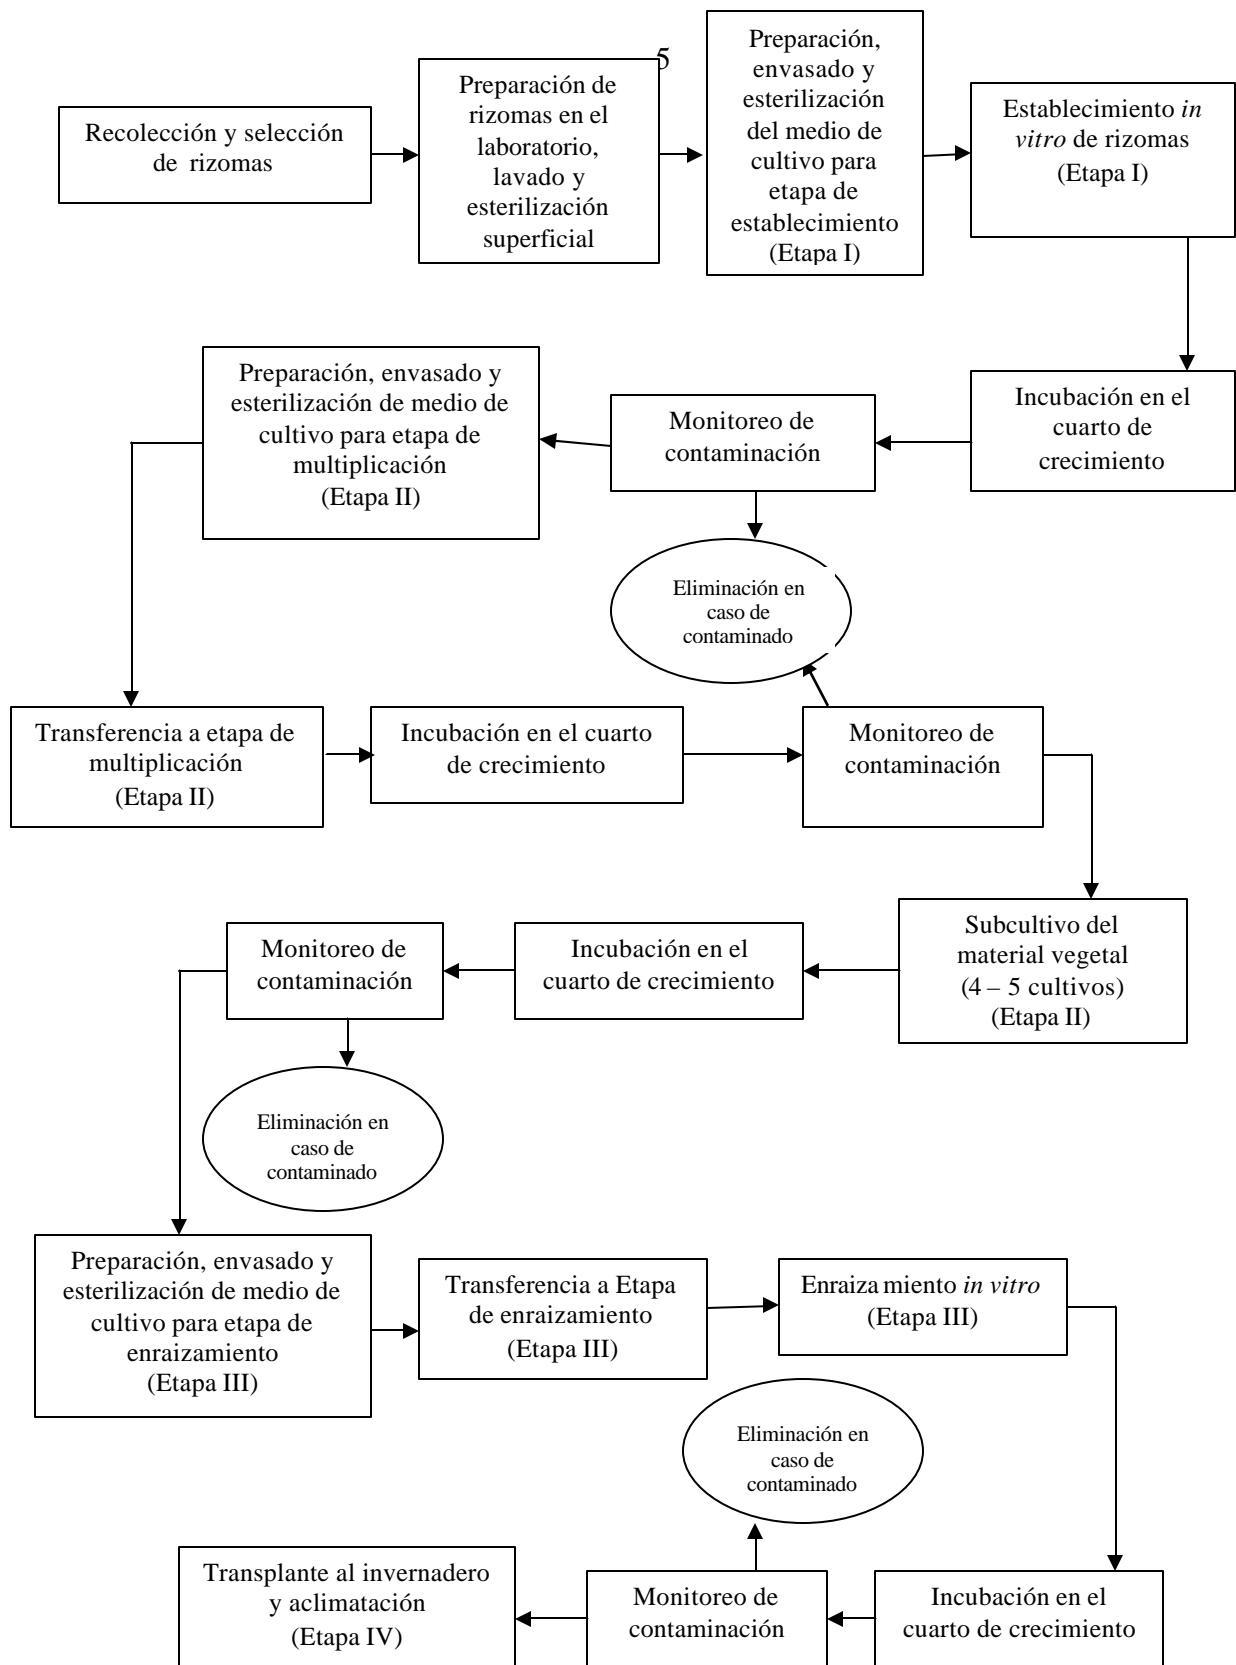 5
Recolección y selección
de rizomas
Preparación de
rizomas en el
laboratorio,
lavado y
esterilización
superficial
Preparación,
envasado y
esterilización
del medio de
cultivo para
etapa de
establecimiento
(Etapa I)
Establecimiento in
vitro de rizomas
(Etapa I)
Incubación en el
cuarto de
crecimiento
Monitoreo de
contaminación
Eliminación en
caso de
contaminado
Preparación, envasado y
esterilización de medio de
cultivo para etapa de
multiplicación
(Etapa II)
Transferencia a etapa de
multiplicación
(Etapa II)
Incubación en el cuarto
de crecimiento
Monitoreo de
contaminación
Subcultivo del
material vegetal
(4 – 5 cultivos)
(Etapa II)
Incubación en el
cuarto de crecimiento
Monitoreo de
contaminación
Eliminación en
caso de
contaminado
Preparación, envasado y
esterilización de medio de
cultivo para etapa de
enraizamiento
(Etapa III)
Transferencia a Etapa
de enraizamiento
(Etapa III)
Enraiza miento in vitro
(Etapa III)
Incubación en el
cuarto de crecimiento
Monitoreo de
contaminación
Eliminación en
caso de
contaminado
Transplante al invernadero
y aclimatación
(Etapa IV)